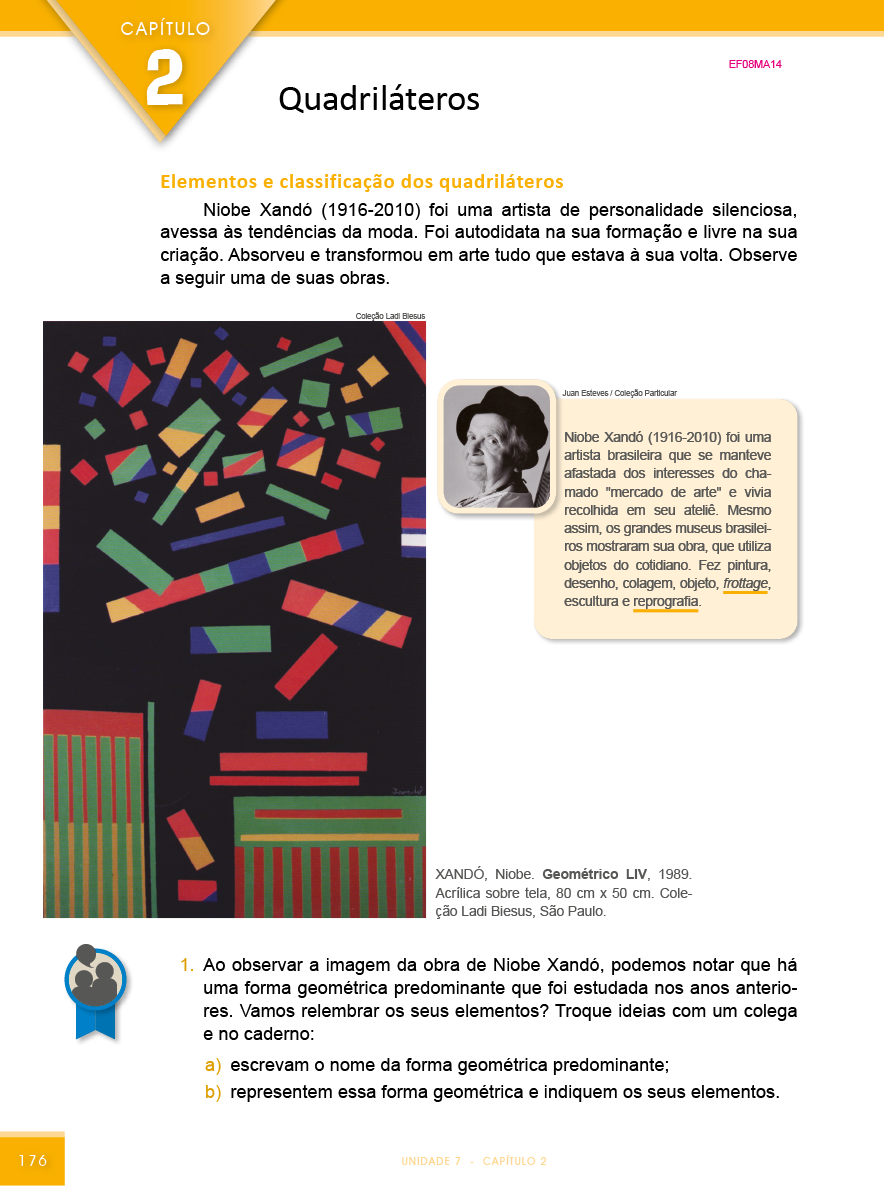 CAPÍTULO
2
EF08MA14
Quadriláteros
Elementos e classificação dos quadriláteros
Niobe Xandó (1916-2010) foi uma artista de personalidade silenciosa,
avessa às tendências da moda. Foi autodidata na sua formação e livre na sua
criação. Absorveu e transformou em arte tudo que estava à sua volta. Observe
a seguir uma de suas obras.
Coleção Ladi Biesus
Juan Esteves / Coleção Particular
Niobe Xandó (1916-2010) foi uma
artista brasileira que se manteve
afastada dos interesses do cha-
mado "mercado de arte" e vivia
recolhida em seu ateliê. Mesmo
assim, os grandes museus brasilei-
ros mostraram sua obra, que utiliza
objetos do cotidiano. Fez pintura,
desenho, colagem, objeto, frottage,
escultura e reprografia.
XANDÓ, Niobe. Geométrico LIV, 1989.
Acrílica sobre tela, 80 cm x 50 cm. Cole-
ção Ladi Biesus, São Paulo.
1. Ao observar a imagem da obra de Niobe Xandó, podemos notar que há
uma forma geométrica predominante que foi estudada nos anos anterio-
res. Vamos relembrar os seus elementos? Troque ideias com um colega
e no caderno:
a) escrevam o nome da forma geométrica predominante;
b) representem essa forma geométrica e indiquem os seus elementos.
176
UNIDADE 7 - CAPÍTULO 2